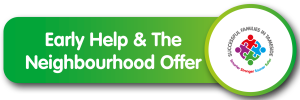 Early Help & The
Neighbourhood Offer
SUCCESSFUL FAMILIES IN TAMESIDE